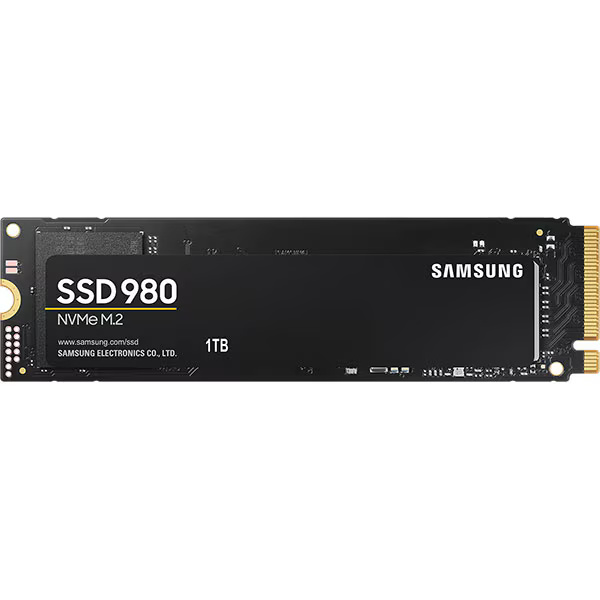 SSD 980
NVMe M.2
www.samsung.com/ssd
SAMSUNG ELECTRONICS CO., LTD.
1TB
SAMSUNG